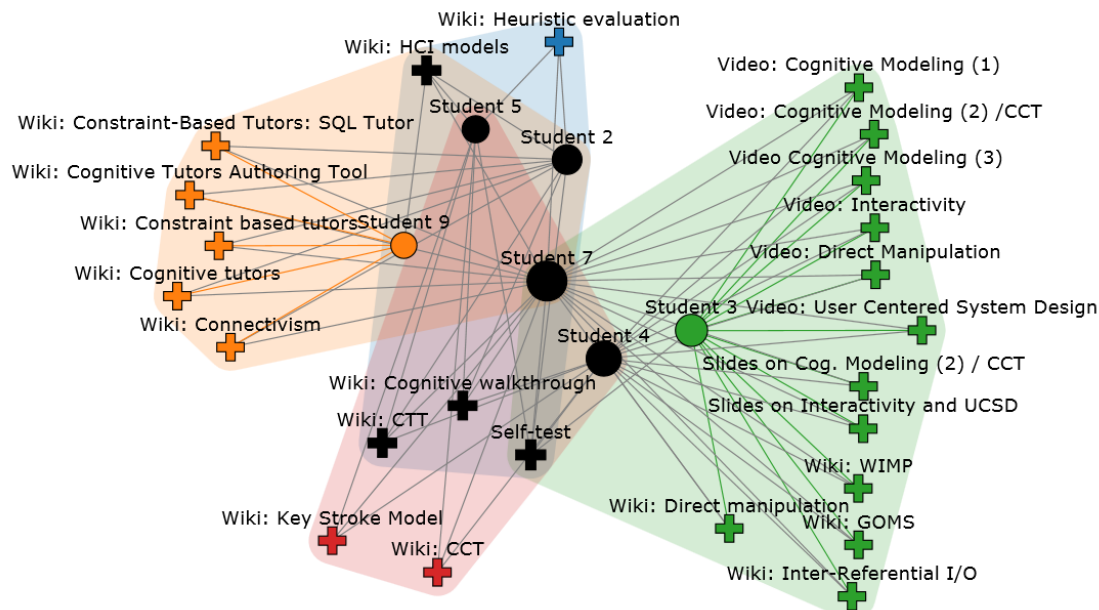 Wiki: Heuristic evaluation
Wiki: HCI models
Video: Cognitive Modeling (1)
Student 5
Video: Cognitive Modeling (2) /CCT
Wiki: Constraint-Based Tutors: SQL Tutor
Student 2
Video Cognitive Modeling (3)
Wiki: Cognitive Tutors Authoring Tool
Video: Interactivity
Wiki: Constraint based tutors
Student 9
Video: Direct Manipulation
Student 7
Wiki: Cognitive tutors
Student 3
Video: User Centered System Design
Wiki: Connectivism
Student 4
Slides on Cog. Modeling (2) / CCT
Wiki: Cognitive walkthrough
Slides on Interactivity and UCSD
Wiki: CTT
Self-test
Wiki: WIMP
Wiki: Direct manipulation
Wiki: Key Stroke Model
Wiki: GOMS
Wiki: CCT
Wiki: Inter-Referential I/O